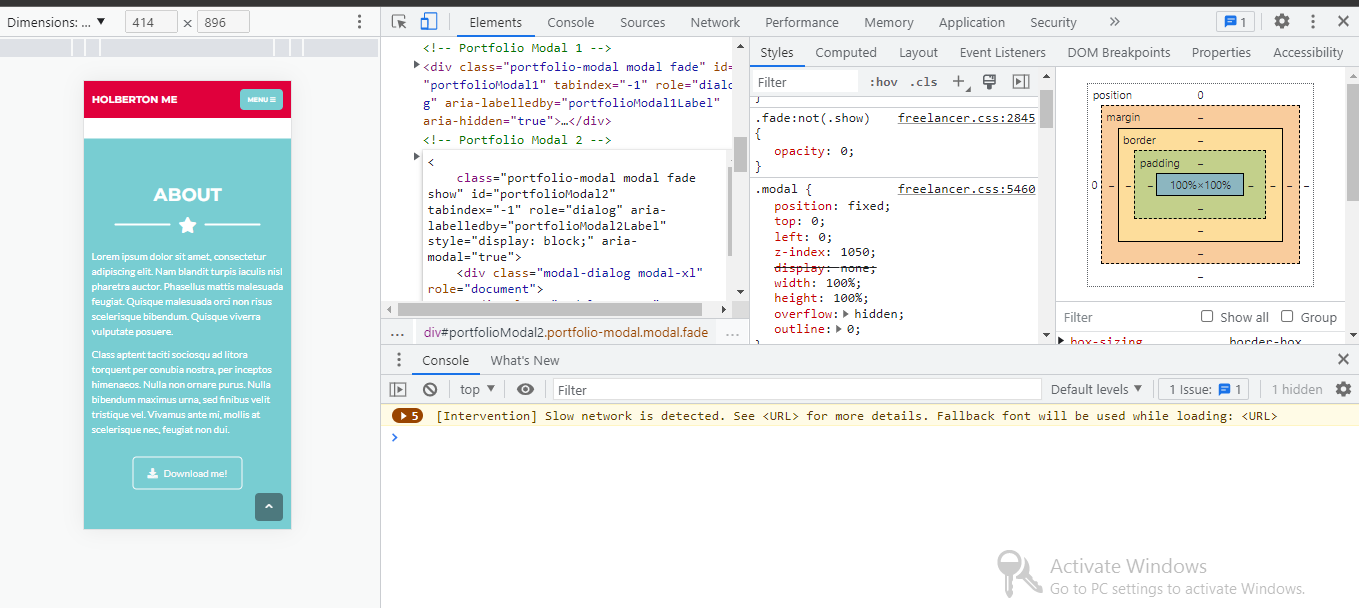 Dimensions: ... ▼ 414 × 896
Elements Console Sources Network Performance Memory Application Security » 1
HOLBERTON ME MENU
ABOUT
Lorem ipsum dolor sit amet, consectetur
adipiscing elit. Nam blandit turpis iaculis nisl
pharetra auctor. Phasellus mattis malesuada
feugiat. Quisque malesuada orci non risus
scelerisque bibendum. Quisque viverra
vulputate posuere.
Class aptent taciti sociosqu ad litora
torquent per conubia nostra, per inceptos
himenaeos. Nulla non ornare purus. Nulla
bibendum maximus urna, sed finibus velit
tristique vel. Vivamus ante mi, mollis at
scelerisque nec, feugiat non dui.
Download me!
<!-- Portfolio Modal 1 -->
<div class="portfolio-modal modal fade" id=
"portfolioModal1" tabindex="-1" role="dialo
g" aria-labelledby="portfolioModal1Label"
aria-hidden="true">…</div>
<!-- Portfolio Modal 2 -->
<
class="portfolio-modal modal fade
show" id="portfolioModal2"
tabindex="-1" role="dialog" aria-
labelledby="portfolioModal2Label"
style="display: block;" aria-
modal="true">
<div class="modal-dialog modal-xl"
role="document">
... div#portfolioModal2.portfolio-modal.modal.fade ...
Styles Computed Layout Event Listeners DOM Breakpoints Properties Accessibility
Filter :hov .cls +
}
.fade:not(.show) freelancer.css:2845
{
opacity: 0;
}
.modal { freelancer.css:5460
position: fixed;
top: 0;
left: 0;
z-index: 1050;
display: none;
width: 100%;
height: 100%;
overflow: hidden;
outline: 0;
position 0
margin –
border –
padding –
0 – – – 100%×100% – – – –
–
–
–
–
Filter Show all Group
box-sizing border-box
Console What's New
top ▼ Filter Default levels ▼ 1 Issue: 1 1 hidden
5 [Intervention] Slow network is detected. See <URL> for more details. Fallback font will be used while loading: <URL>
>
Activate Windows
Go to PC settings to activate Windows.